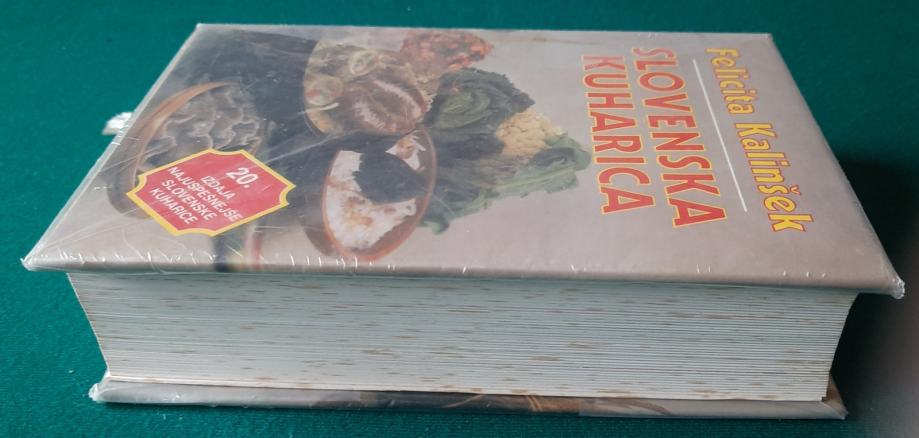 Felicita Kalinšek
SLOVENSKA
KUHARICA
20.
IZDAJA
NAJUSPEŠNEJŠE
SLOVENSKE
KUHARICE